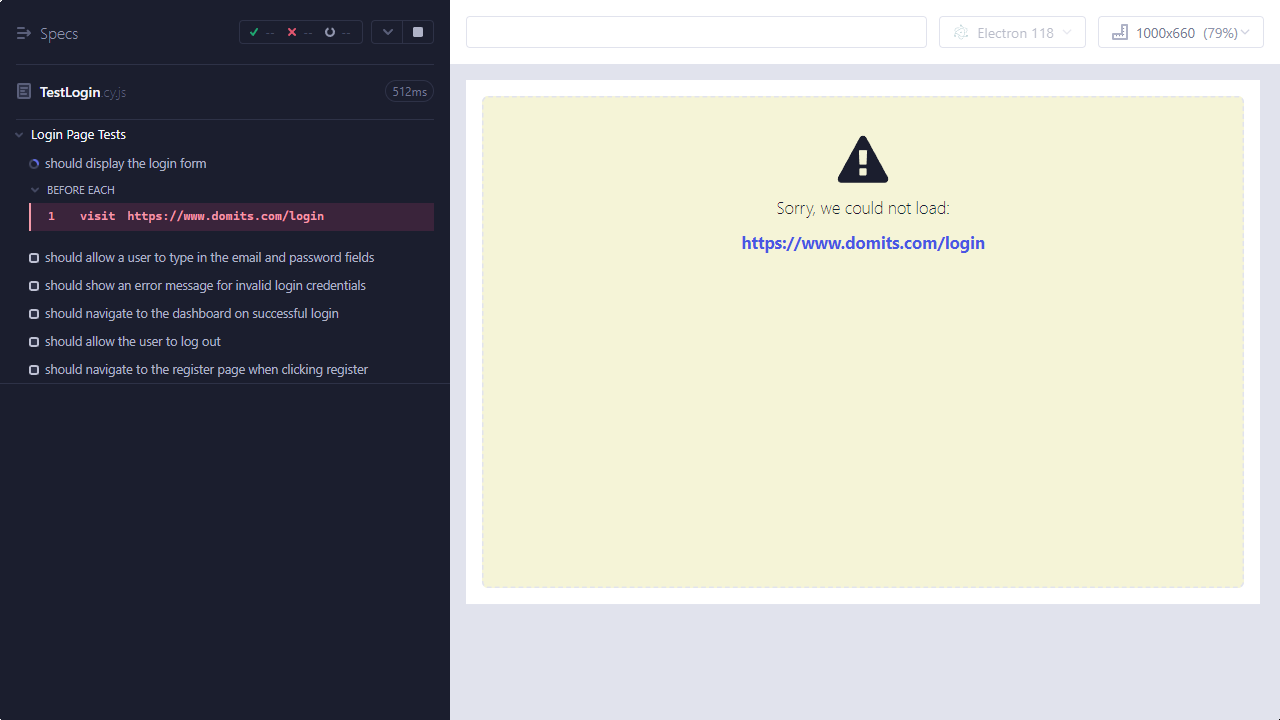 Specs
-- -- --
TestLogin.cy.js
512ms
Login Page Tests
should display the login form
BEFORE EACH
1 visit https://www.domits.com/login
should allow a user to type in the email and password fields
should show an error message for invalid login credentials
should navigate to the dashboard on successful login
should allow the user to log out
should navigate to the register page when clicking register
Electron 118
1000x660 (79%)
Sorry, we could not load:
https://www.domits.com/login